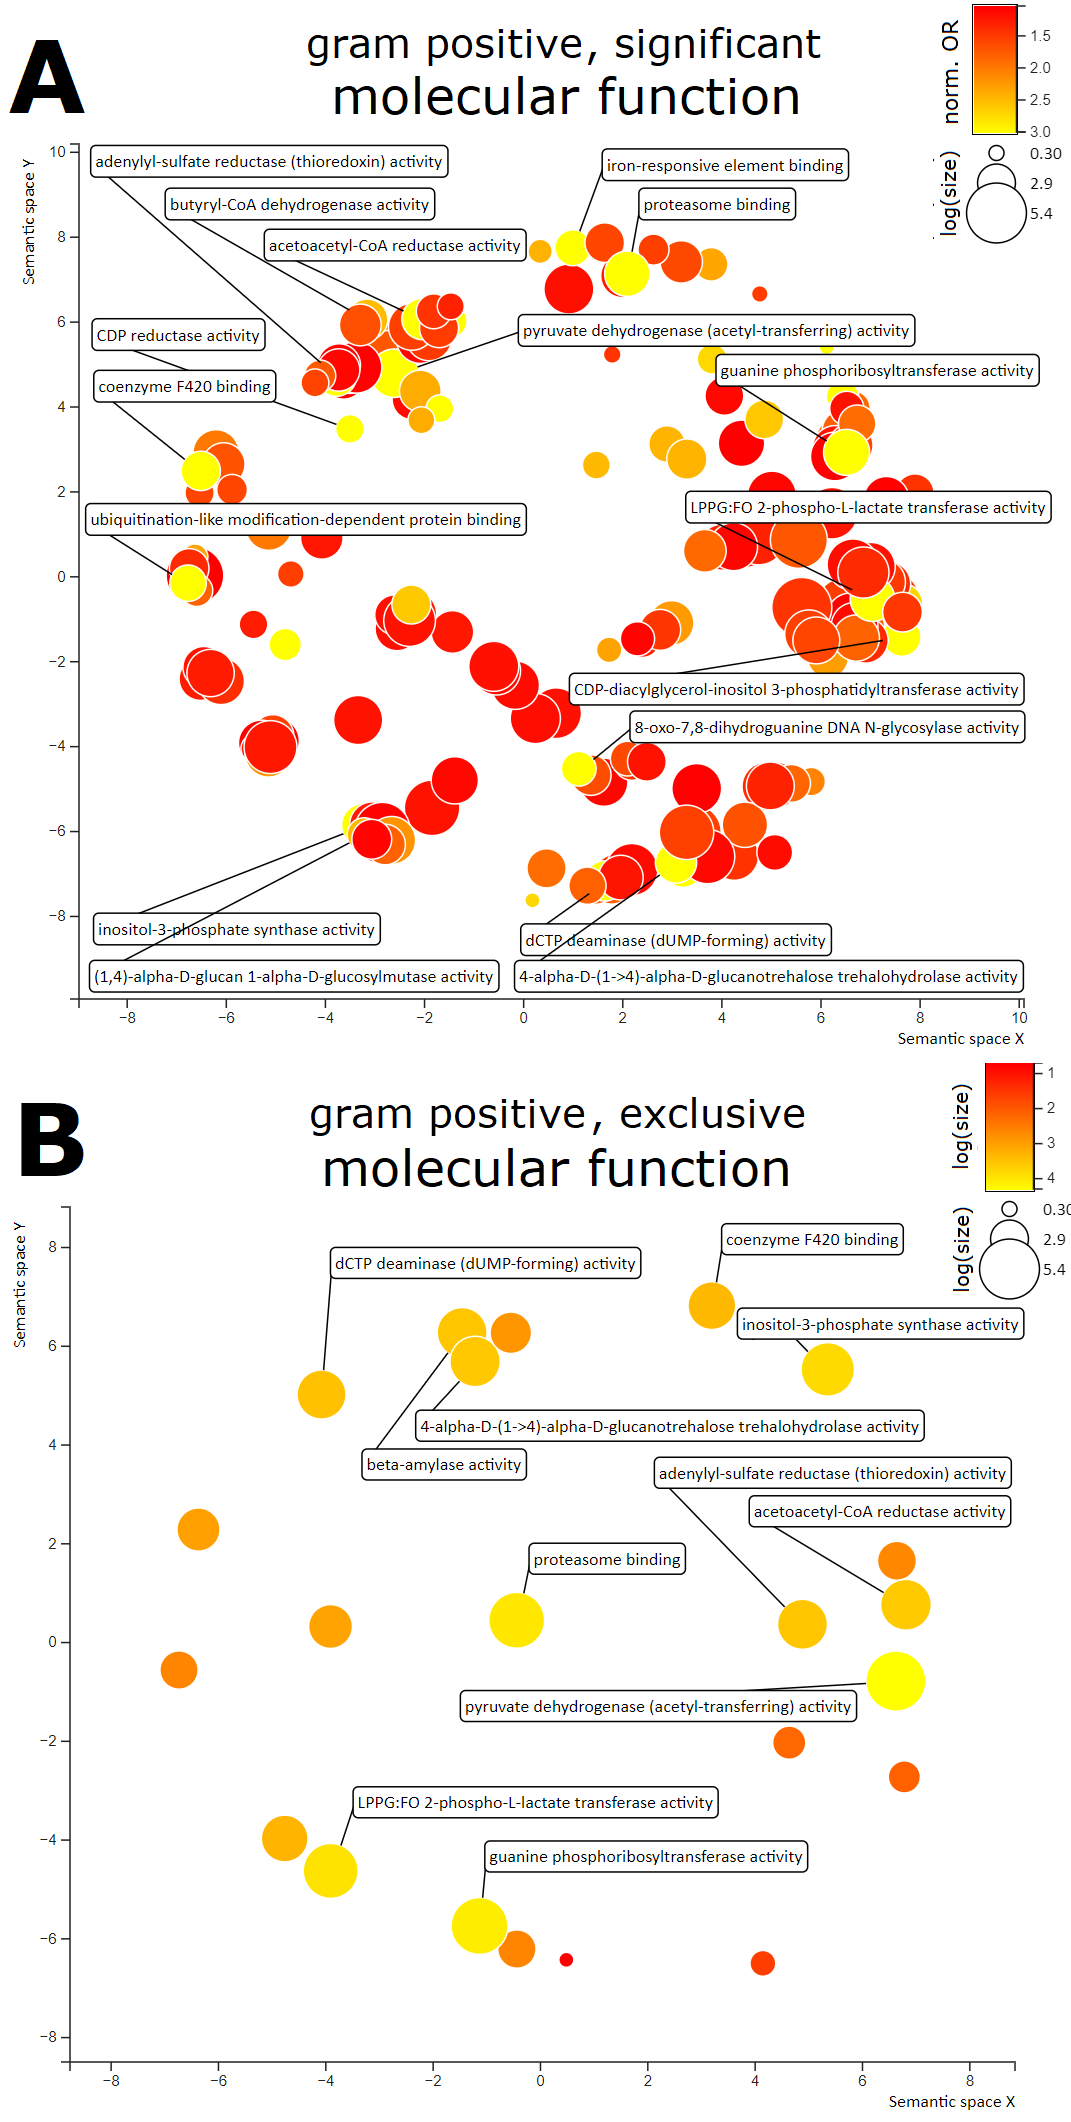 A
gram positive, significant
molecular function
norm. OR
1.5
2.0
2.5
3.0
log(size)
0.30
2.9
5.4
Semantic space Y
10
8
6
4
2
0
−2
−4
−6
−8
adenylyl-sulfate reductase (thioredoxin) activity
butyryl-CoA dehydrogenase activity
acetoacetyl-CoA reductase activity
iron-responsive element binding
proteasome binding
CDP reductase activity
pyruvate dehydrogenase (acetyl-transferring) activity
coenzyme F420 binding
guanine phosphoribosyltransferase activity
ubiquitination-like modification-dependent protein binding
LPPG:FO 2-phospho-L-lactate transferase activity
CDP-diacylglycerol-inositol 3-phosphatidyltransferase activity
8-oxo-7,8-dihydroguanine DNA N-glycosylase activity
inositol-3-phosphate synthase activity
dCTP deaminase (dUMP-forming) activity
(1,4)-alpha-D-glucan 1-alpha-D-glucosylmutase activity
4-alpha-D-(1->4)-alpha-D-glucanotrehalose trehalohydrolase activity
−8
−6
−4
−2
0
2
4
6
8
10
Semantic space X
B
gram positive, exclusive
molecular function
log(size)
1
2
3
4
log(size)
0.30
2.9
5.4
Semantic space Y
8
6
4
2
0
−2
−4
−6
−8
coenzyme F420 binding
dCTP deaminase (dUMP-forming) activity
inositol-3-phosphate synthase activity
4-alpha-D-(1->4)-alpha-D-glucanotrehalose trehalohydrolase activity
beta-amylase activity
adenylyl-sulfate reductase (thioredoxin) activity
acetoacetyl-CoA reductase activity
proteasome binding
pyruvate dehydrogenase (acetyl-transferring) activity
LPPG:FO 2-phospho-L-lactate transferase activity
guanine phosphoribosyltransferase activity
−8
−6
−4
−2
0
2
4
6
8
Semantic space X